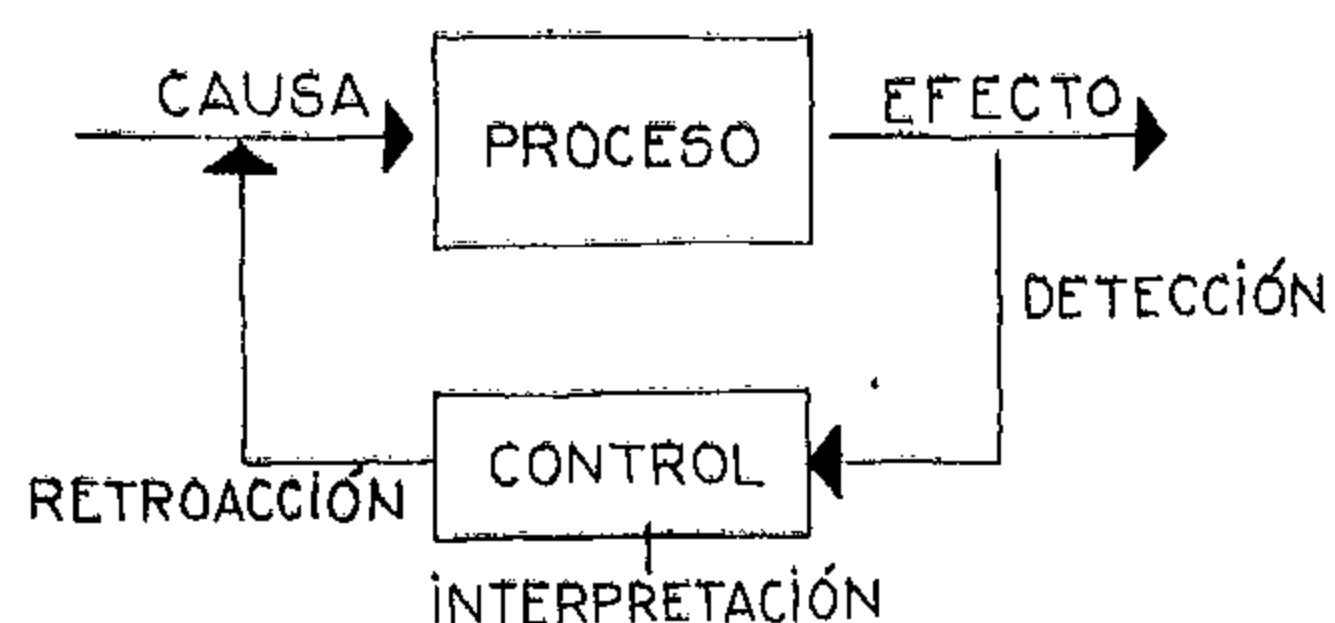 CAUSA
PROCESO
EFECTO
DETECCIÓN
CONTROL
RETROACCIÓN
INTERPRETACIÓN